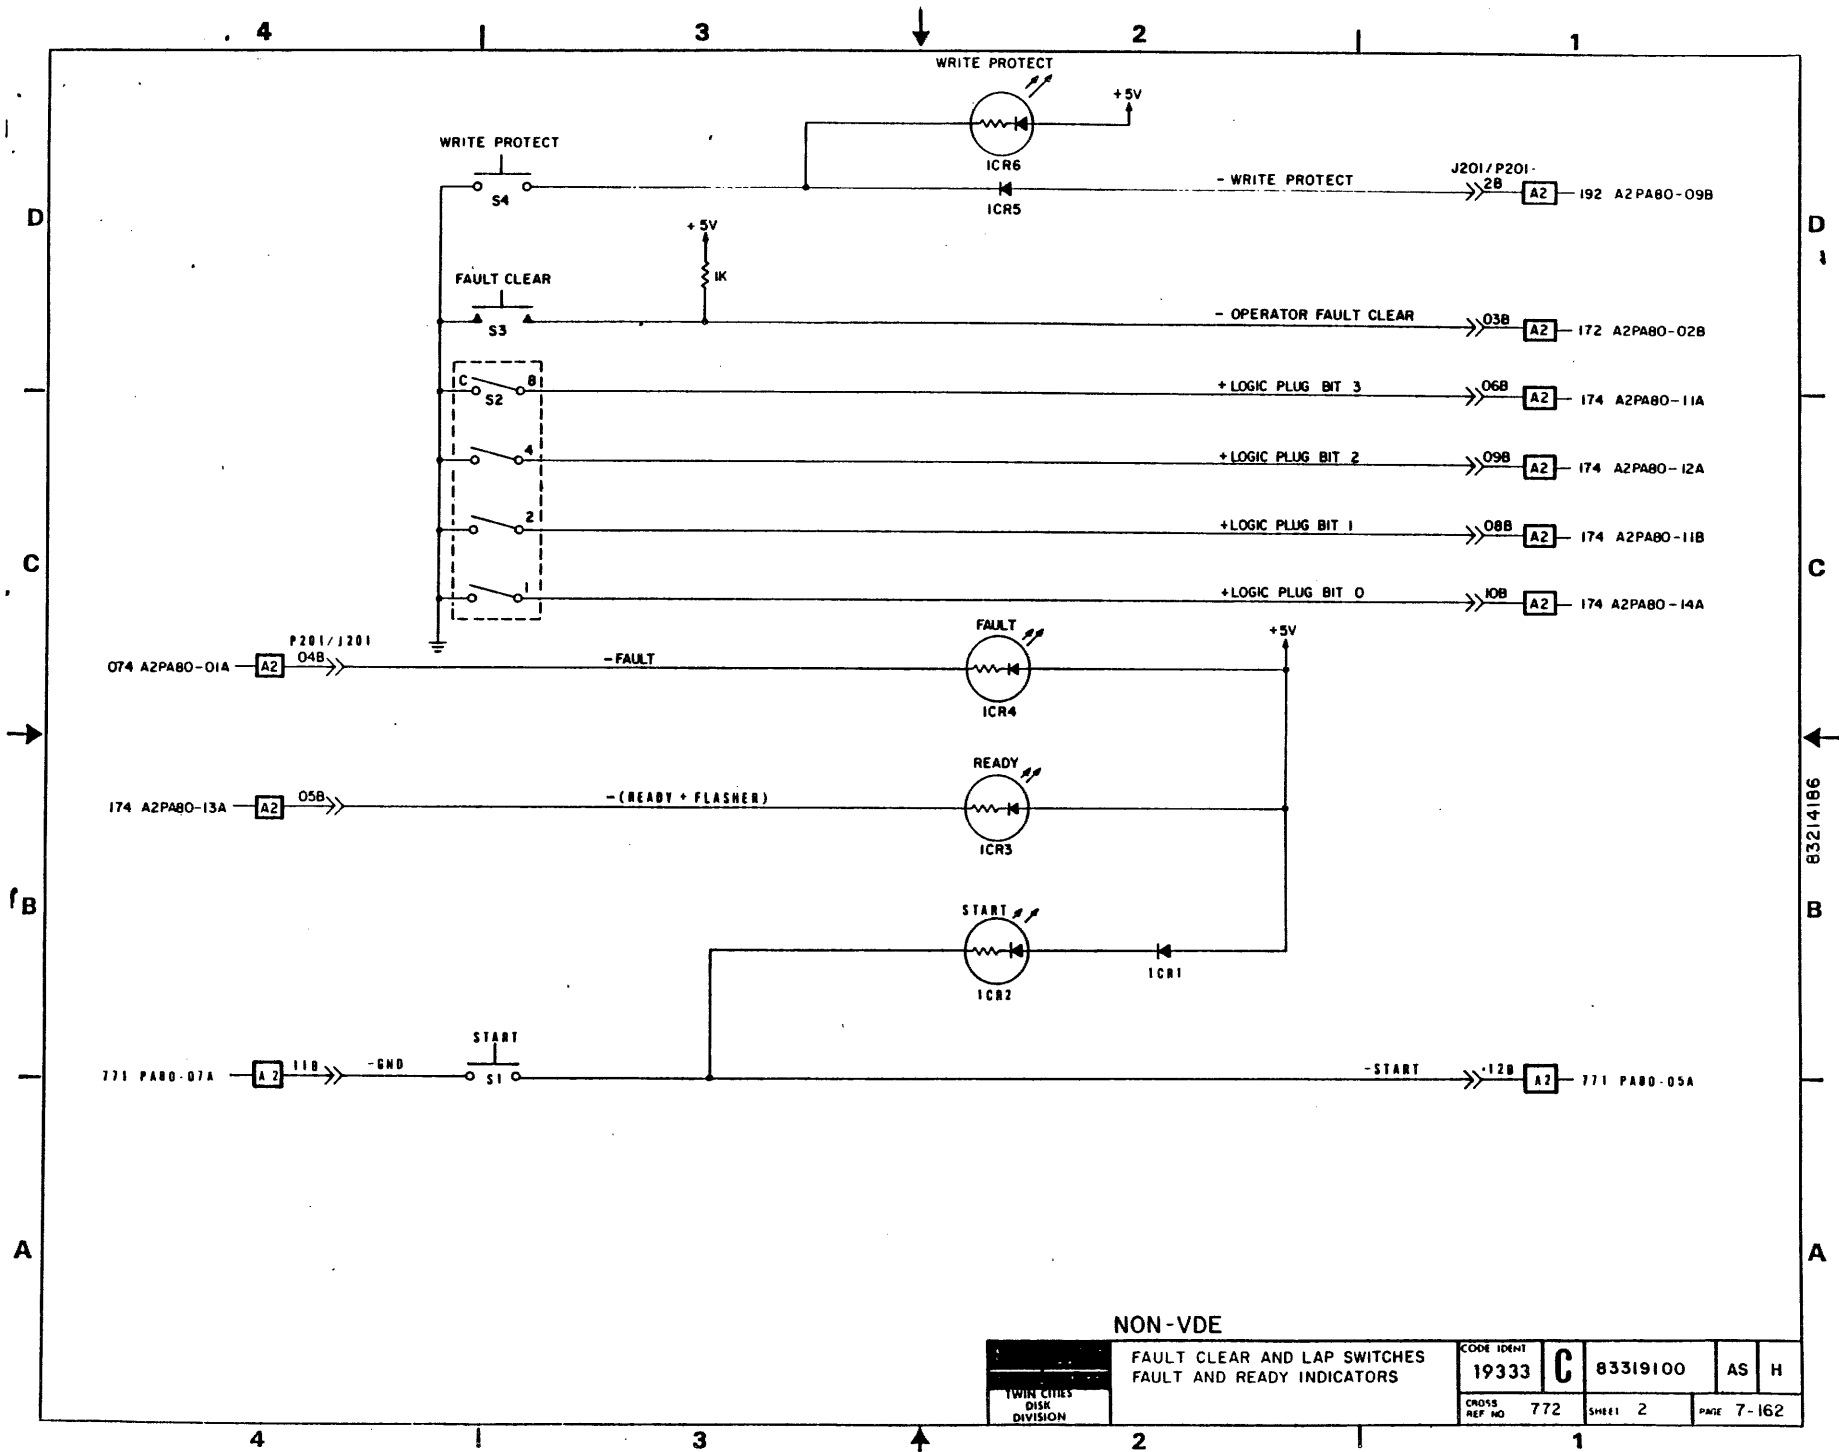 4 3 2 1
WRITE PROTECT
+5V
WRITE PROTECT
1CR6
J201/P201-
S4
- WRITE PROTECT
2B
A2
192 A2PA80-09B
1CR5
D
D
+5V
1K
FAULT CLEAR
S3
- OPERATOR FAULT CLEAR
03B
A2
172 A2PA80-02B
C
8
S2
+LOGIC PLUG BIT 3
06B
A2
174 A2PA80-11A
4
+LOGIC PLUG BIT 2
09B
A2
174 A2PA80-12A
2
+LOGIC PLUG BIT 1
08B
A2
174 A2PA80-11B
C
C
1
+LOGIC PLUG BIT 0
10B
A2
174 A2PA80-14A
P201/J201
FAULT
+5V
074 A2PA80-01A
A2
04B
-FAULT
1CR4
READY
174 A2PA80-13A
A2
05B
-(READY + FLASHER)
1CR3
83214186
B
B
START
1CR1
1CR2
START
771 PA80-07A
A2
11B
-GND
S1
-START
12B
A2
771 PA80-05A
A
A
NON-VDE
TWIN CITIES
DISK
DIVISION
FAULT CLEAR AND LAP SWITCHES
FAULT AND READY INDICATORS
CODE IDENT
19333
C
83319100
AS
H
CROSS
REF NO
772
SHEET 2
PAGE 7-162
4 3 2 1